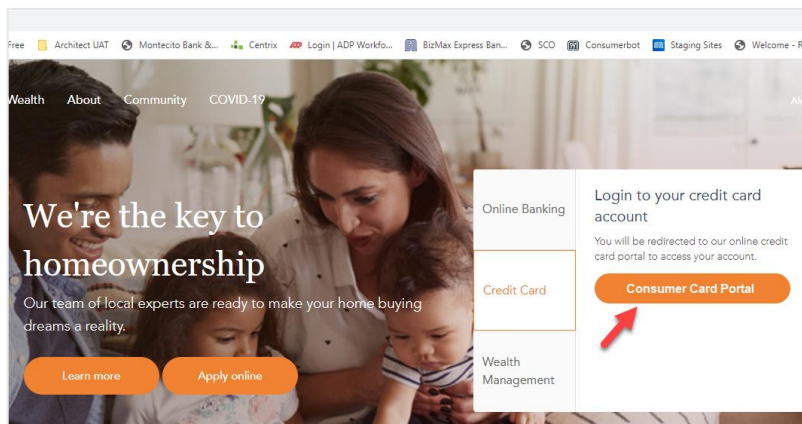 Free Architect UAT Montecito Bank &... Centrix Login | ADP Workfo... BizMax Express Ban... SCO Consumerbot Staging Sites Welcome - R
Wealth About Community COVID-19
We're the key to
homeownership
Our team of local experts are ready to make your home buying
dreams a reality.
Learn more Apply online
Online Banking
Credit Card
Wealth
Management
Login to your credit card
account
You will be redirected to our online credit
card portal to access your account.
Consumer Card Portal